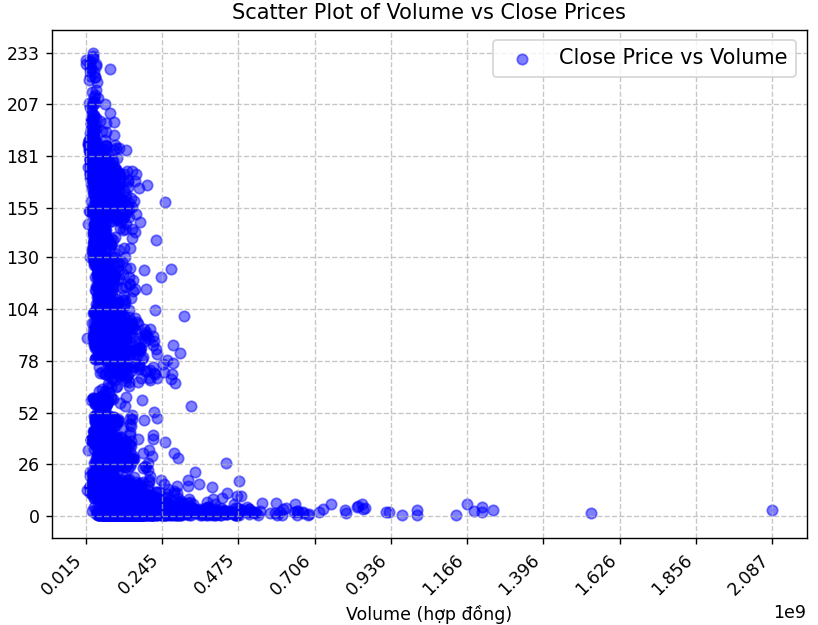 Scatter Plot of Volume vs Close Prices
Close Price vs Volume
233
207
181
155
130
104
78
52
26
0
0.015 0.245 0.475 0.706 0.936 1.166 1.396 1.626 1.856 2.087
1e9
Volume (hợp đồng)